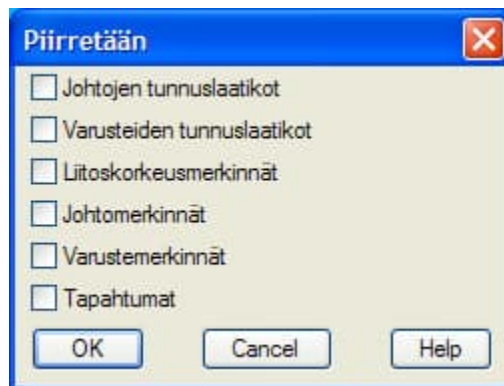 Piirretään
Johtojen tunnuslaatikot
Varusteiden tunnuslaatikot
Liitoskorkeusmerkinnät
Johtomerkinnät
Varustemerkinnät
Tapahtumat
OK Cancel Help